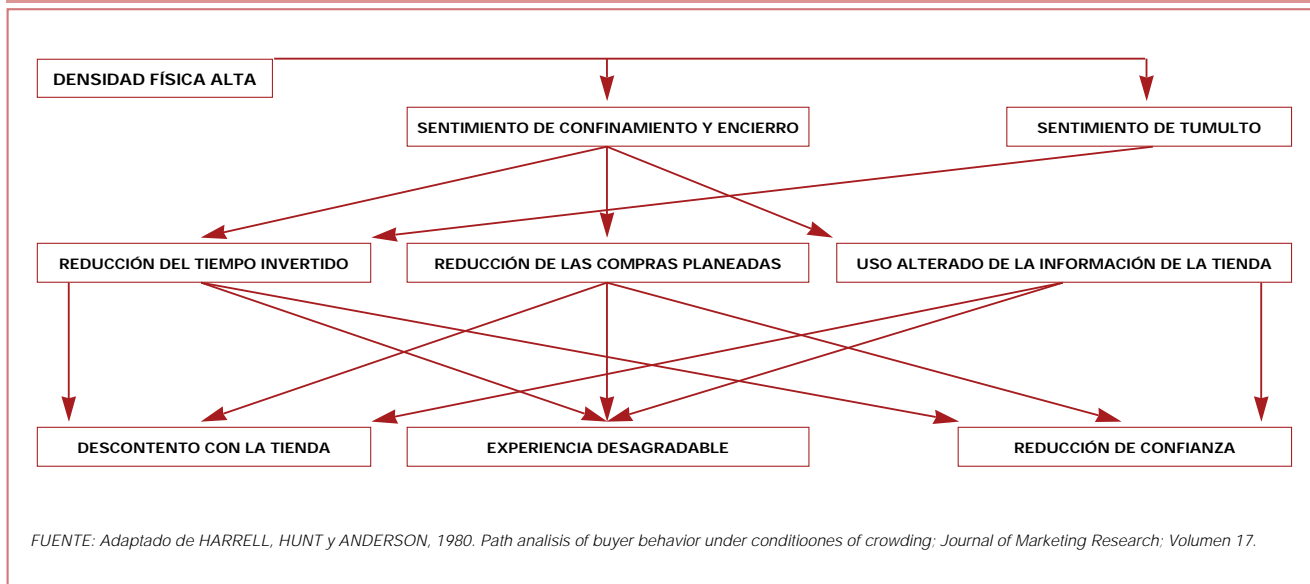 DENSIDAD FÍSICA ALTA
SENTIMIENTO DE CONFINAMIENTO Y ENCIERRO
SENTIMIENTO DE TUMULTO
REDUCCIÓN DEL TIEMPO INVERTIDO
REDUCCIÓN DE LAS COMPRAS PLANEADAS
USO ALTERADO DE LA INFORMACIÓN DE LA TIENDA
DESCONTENTO CON LA TIENDA
EXPERIENCIA DESAGRADABLE
REDUCCIÓN DE CONFIANZA
FUENTE: Adaptado de HARRELL, HUNT y ANDERSON, 1980. Path analisis of buyer behavior under conditioones of crowding; Journal of Marketing Research; Volumen 17.